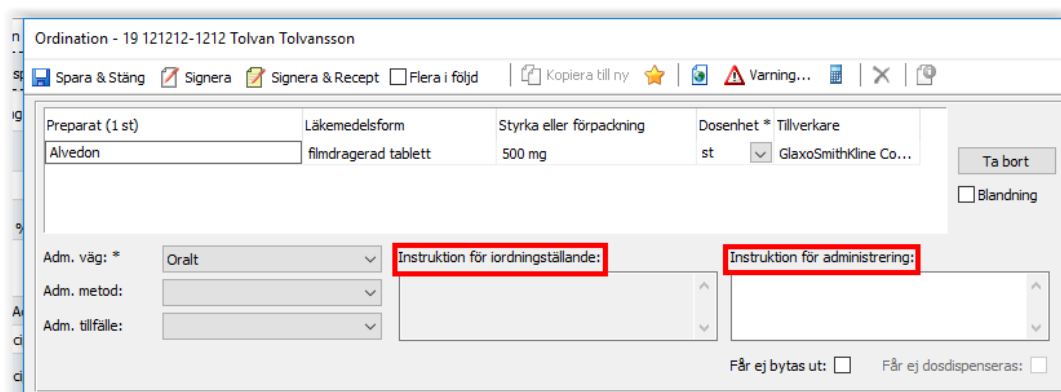 Ordination - 19 121212-1212 Tolvan Tolvansson
Spara & Stäng Signera Signera & Recept Flera i följd Kopiera till ny Varning...
Preparat (1 st) Läkemedelsform Styrka eller förpackning Dosenhet * Tillverkare
Alvedon filmdragerad tablett 500 mg st GlaxoSmithKline Co...
Ta bort
Blandning
Adm. väg: * Oralt Instruktion för iordningställande: Instruktion för administrering:
Adm. metod:
Adm. tillfälle:
Får ej bytas ut: Får ej dosdispenseras: